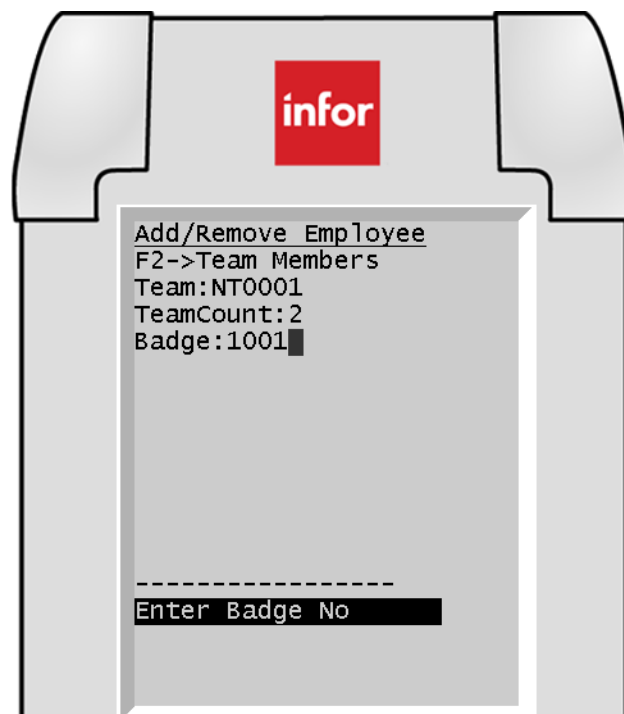 infor
Add/Remove Employee
F2->Team Members
Team:NT0001
TeamCount:2
Badge:1001
-----------------
Enter Badge No